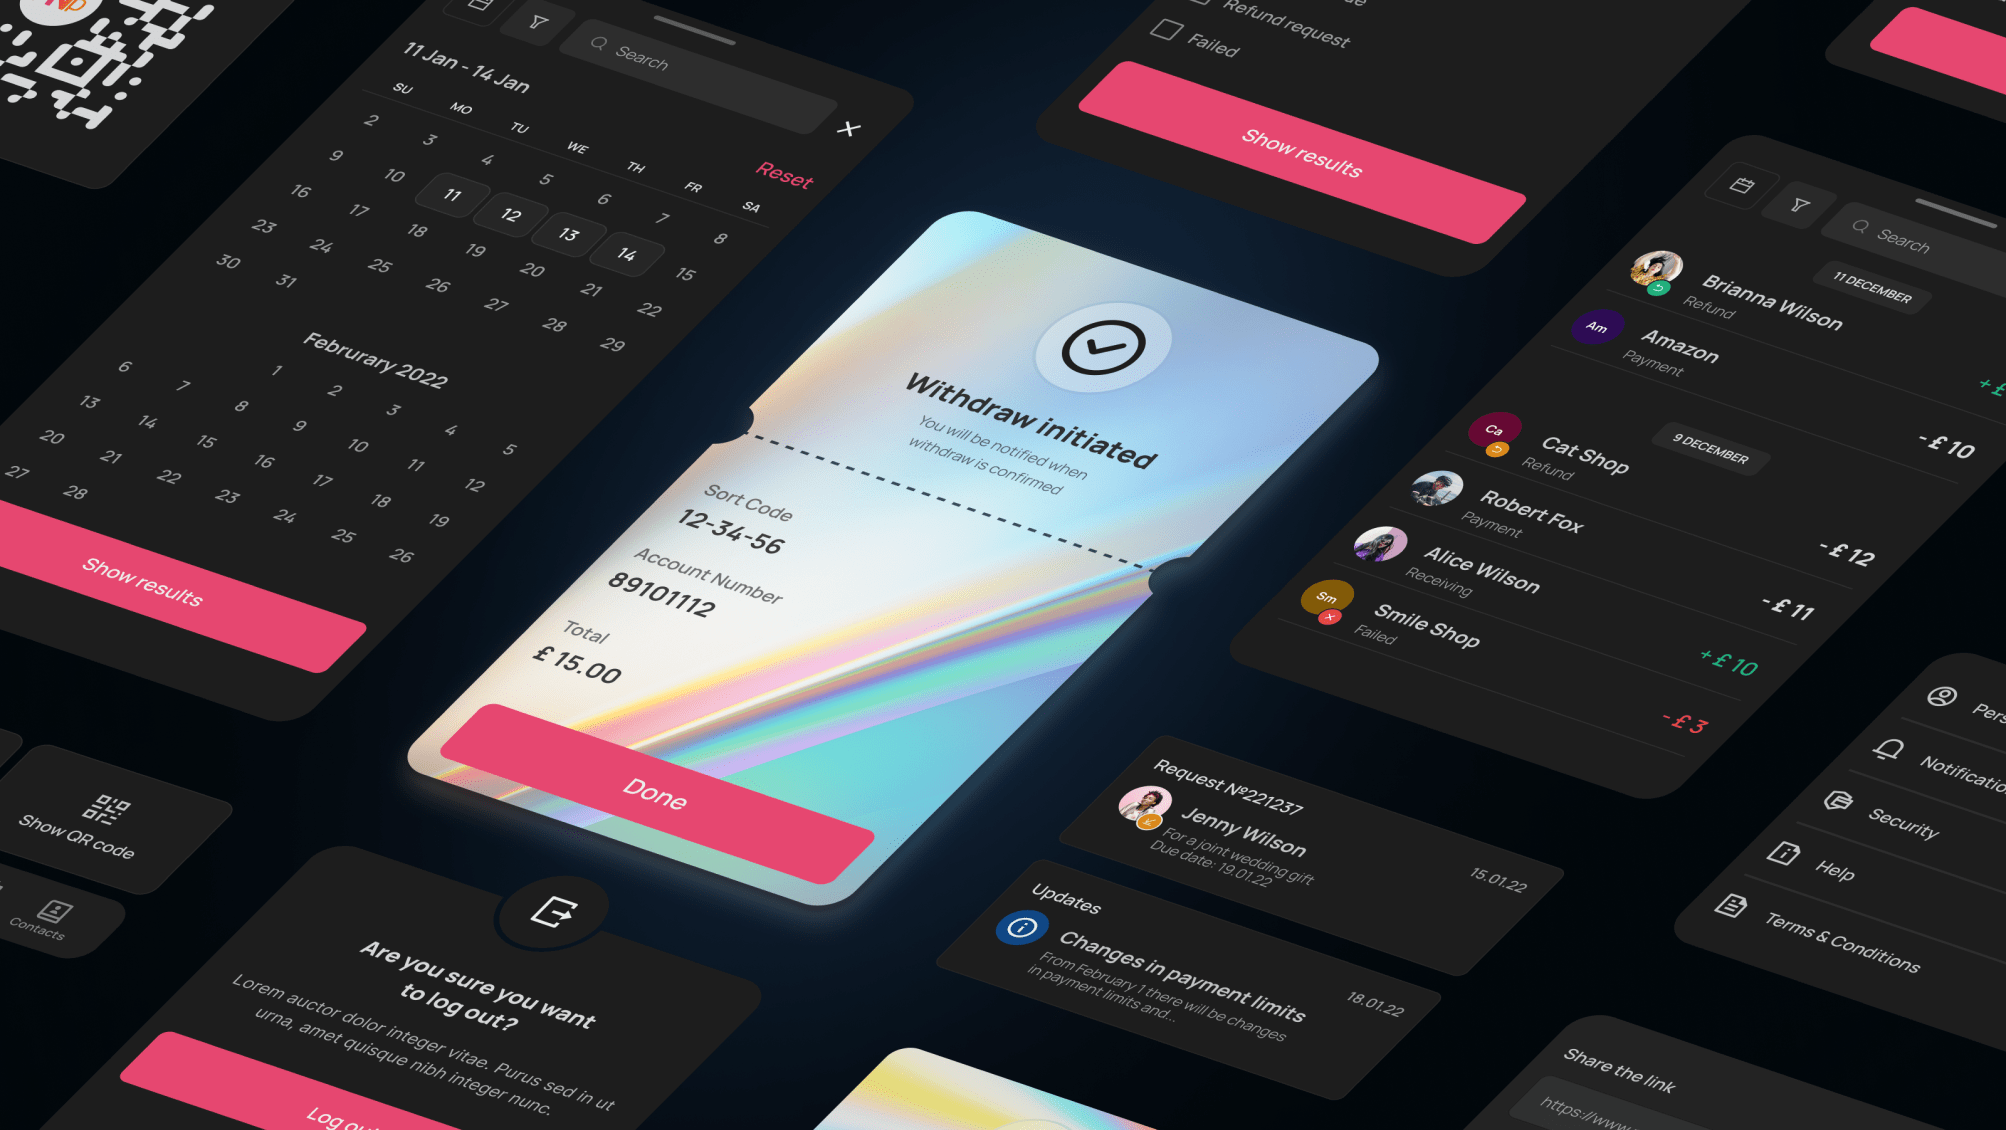 Search
11 Jan - 14 Jan
Reset
SU MO TU WE TH FR SA
2 3 4 5 6 7 8
9 10 11 12 13 14 15
16 17 18 19 20 21 22
23 24 25 26 27 28 29
30 31
Februrary 2022
1 2 3 4 5
6 7 8 9 10 11 12
13 14 15 16 17 18 19
20 21 22 23 24 25 26
27 28
Show results
Refund request
Failed
Show results
Withdraw initiated
You will be notified when
withdraw is confirmed
Sort Code
12-34-56
Account Number
89101112
Total
£ 15.00
Done
Search
11 DECEMBER
Brianna Wilson
Refund
+ £
Am
Amazon
Payment
- £ 10
9 DECEMBER
Ca
Cat Shop
Refund
- £ 12
Robert Fox
Payment
- £ 11
Alice Wilson
Receiving
+ £ 10
Sm
Smile Shop
Failed
- £ 3
Request №221237
Jenny Wilson
For a joint wedding gift
Due date: 19.01.22
15.01.22
Updates
Changes in payment limits
From February 1 there will be changes
in payment limits and...
18.01.22
Security
Help
Terms & Conditions
Share the link
https://www.
Show QR code
Contacts
Are you sure you want
to log out?
Lorem auctor dolor integer vitae. Purus sed in ut
urna, amet quisque nibh integer nunc.
Log out